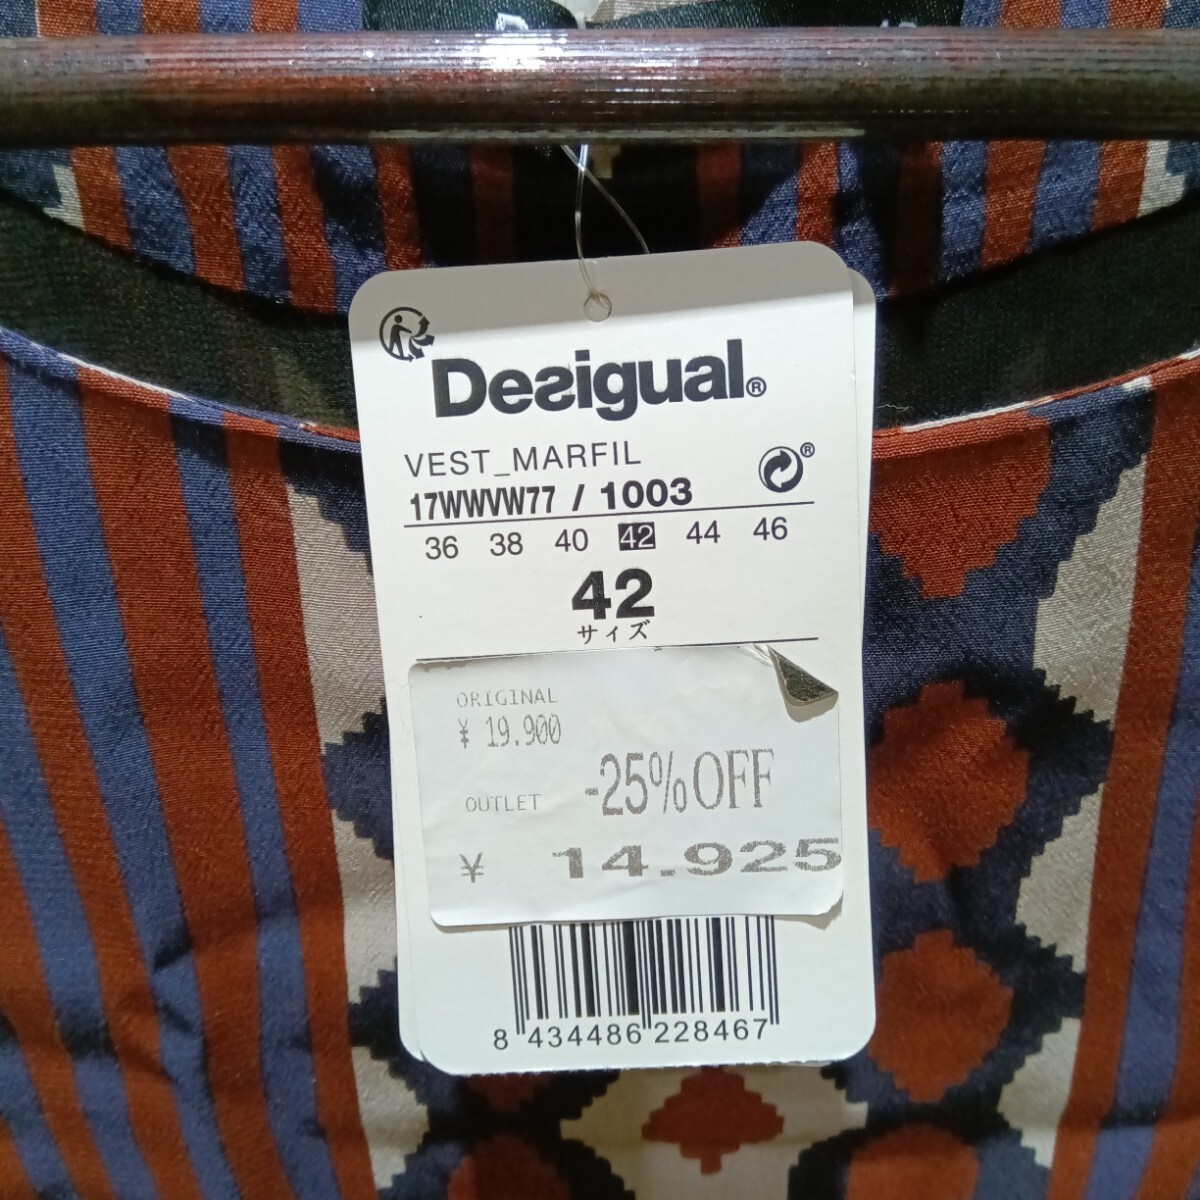 Desigual®
VEST_MARFIL
17WWVW77 / 1003
36 38 40 42 44 46
42
サイズ
ORIGINAL
¥ 19.900
OUTLET -25%OFF
¥ 14.925
8 434486 228467